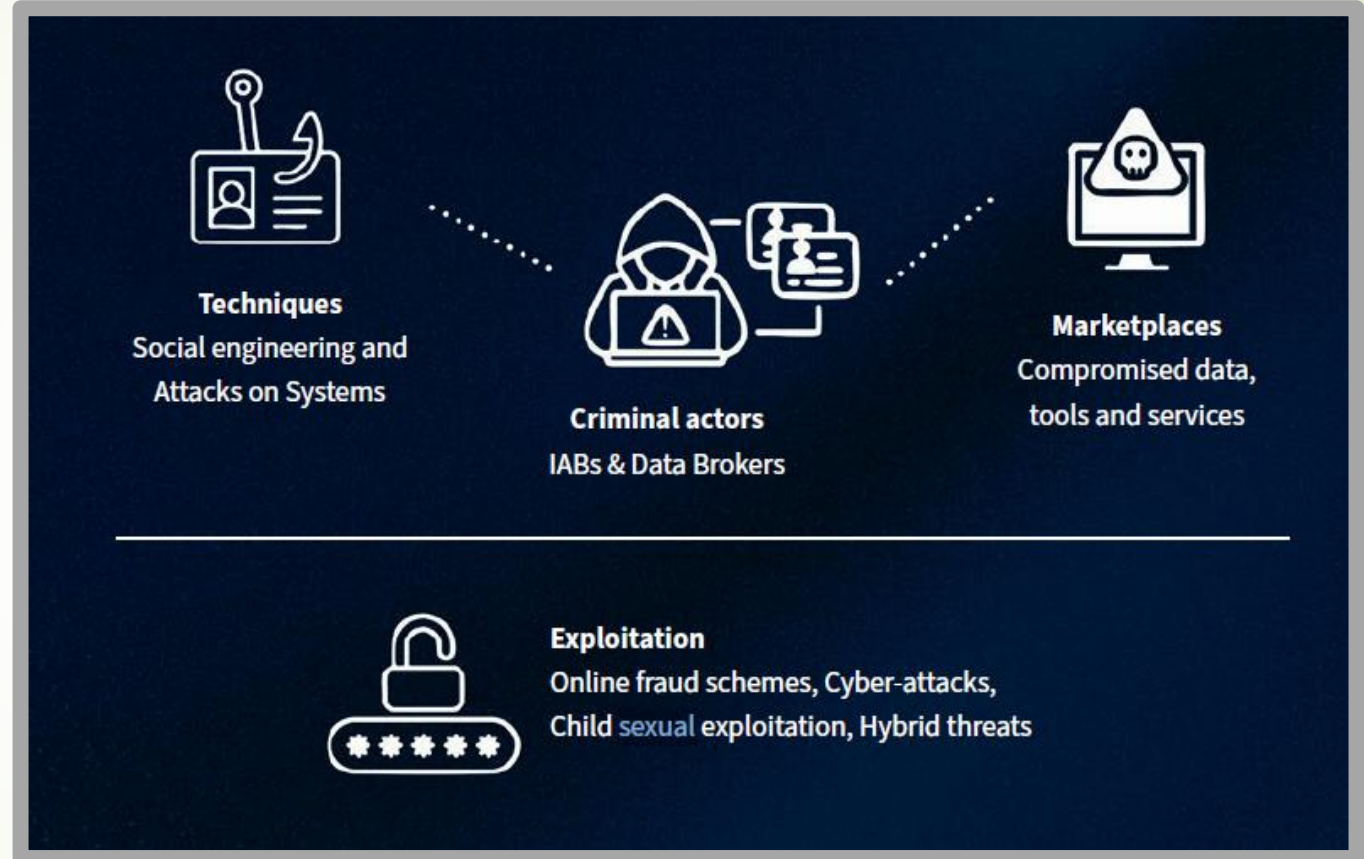 Techniques
Social engineering and
Attacks on Systems
Criminal actors
IABs & Data Brokers
Marketplaces
Compromised data,
tools and services
Exploitation
Online fraud schemes, Cyber-attacks,
Child sexual exploitation, Hybrid threats